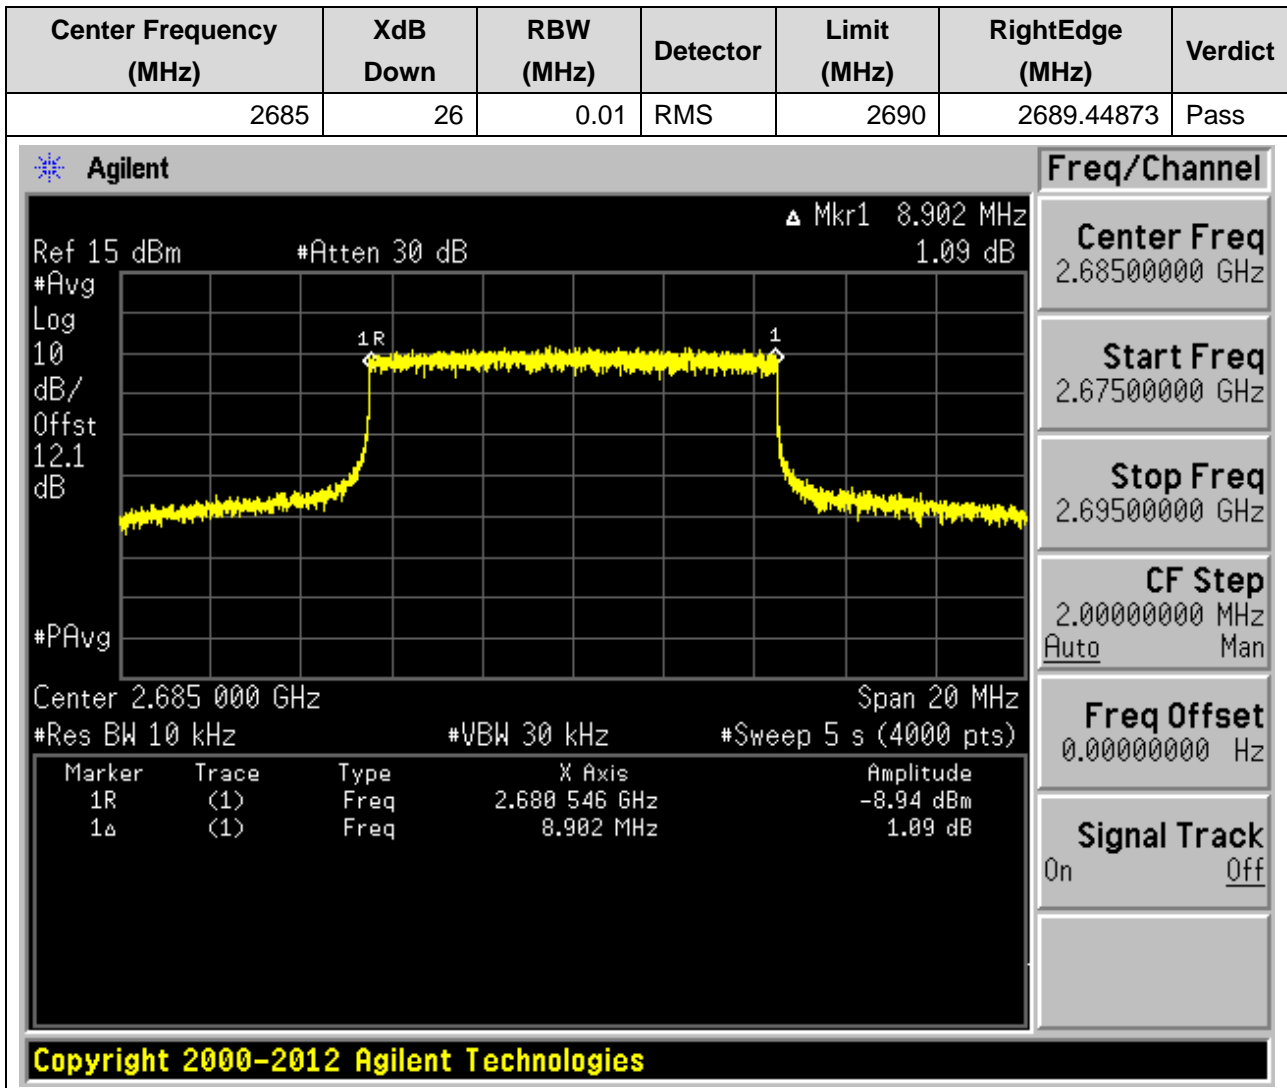 Center Frequency (MHz) XdB Down RBW (MHz) Detector Limit (MHz) RightEdge (MHz) Verdict
2685 26 0.01 RMS 2690 2689.44873 Pass
Agilent
Freq/Channel
Δ Mkr1 8.902 MHz
Ref 15 dBm #Atten 30 dB 1.09 dB
#Avg
Log
10
dB/
Offst
12.1
dB
#PAvg
1R
1
Center 2.685 000 GHz Span 20 MHz
#Res BW 10 kHz #VBW 30 kHz #Sweep 5 s (4000 pts)
Marker Trace Type X Axis Amplitude
1R (1) Freq 2.680 546 GHz -8.94 dBm
1Δ (1) Freq 8.902 MHz 1.09 dB
Center Freq
2.68500000 GHz
Start Freq
2.67500000 GHz
Stop Freq
2.69500000 GHz
CF Step
2.00000000 MHz
Auto Man
Freq Offset
0.00000000 Hz
Signal Track
On Off
Copyright 2000-2012 Agilent Technologies